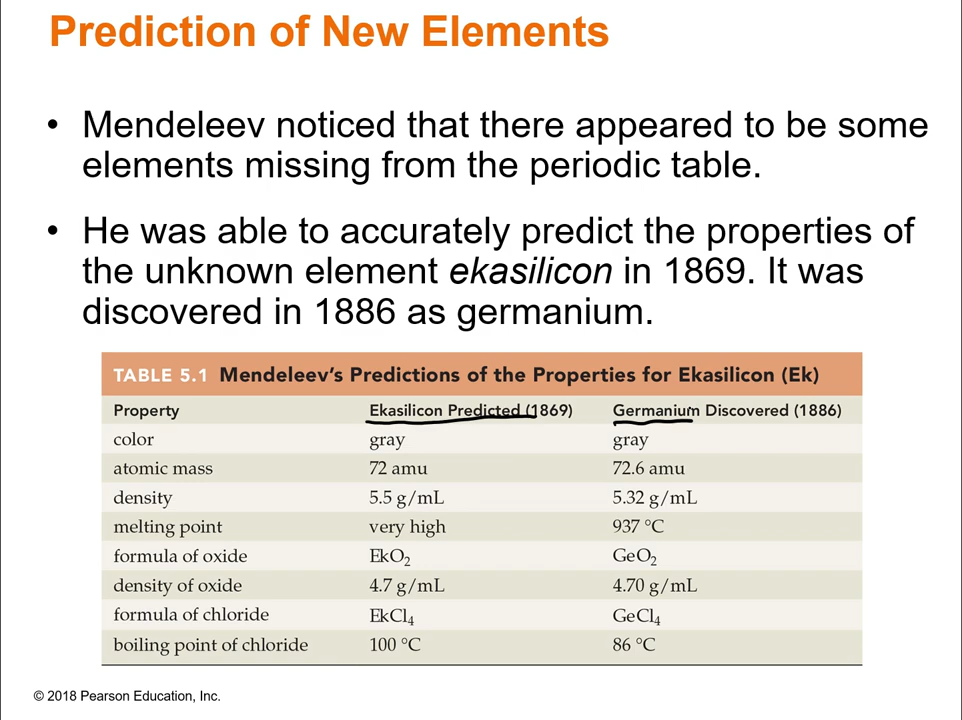 Prediction of New Elements
• Mendeleev noticed that there appeared to be some
elements missing from the periodic table.
• He was able to accurately predict the properties of
the unknown element ekasilicon in 1869. It was
discovered in 1886 as germanium.
TABLE 5.1 Mendeleev's Predictions of the Properties for Ekasilicon (Ek)
Property Ekasilicon Predicted (1869) Germanium Discovered (1886)
color gray gray
atomic mass 72 amu 72.6 amu
density 5.5 g/mL 5.32 g/mL
melting point very high 937 °C
formula of oxide EkO₂ GeO₂
density of oxide 4.7 g/mL 4.70 g/mL
formula of chloride EkCl₄ GeCl₄
boiling point of chloride 100 °C 86 °C
© 2018 Pearson Education, Inc.